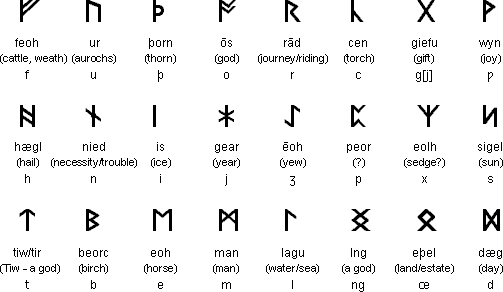 ᚠ ᚢ ᚦ ᚩ ᚱ ᚳ ᚷ ᚹ
feoh ur þorn ōs rād cen giefu wyn
(cattle, weath) (aurochs) (thorn) (god) (journey/riding) (torch) (gift) (joy)
f u þ o r c g[j] ƿ
ᚻ ᚾ ᛁ ᛡ ᛇ ᛈ ᛉ ᛋ
hægl nied is gear ēoh peor eolh sigel
(hail) (necessity/trouble) (ice) (year) (yew) (?) (sedge?) (sun)
h n i j ʒ p x s
ᛏ ᛒ ᛖ ᛗ ᛚ ᛝ ᛟ ᛞ
tiw/tir beorc eoh man lagu Ing eþel dæg
(Tiw – a god) (birch) (horse) (man) (water/sea) (a god) (land/estate) (day)
t b e m l ng œ d